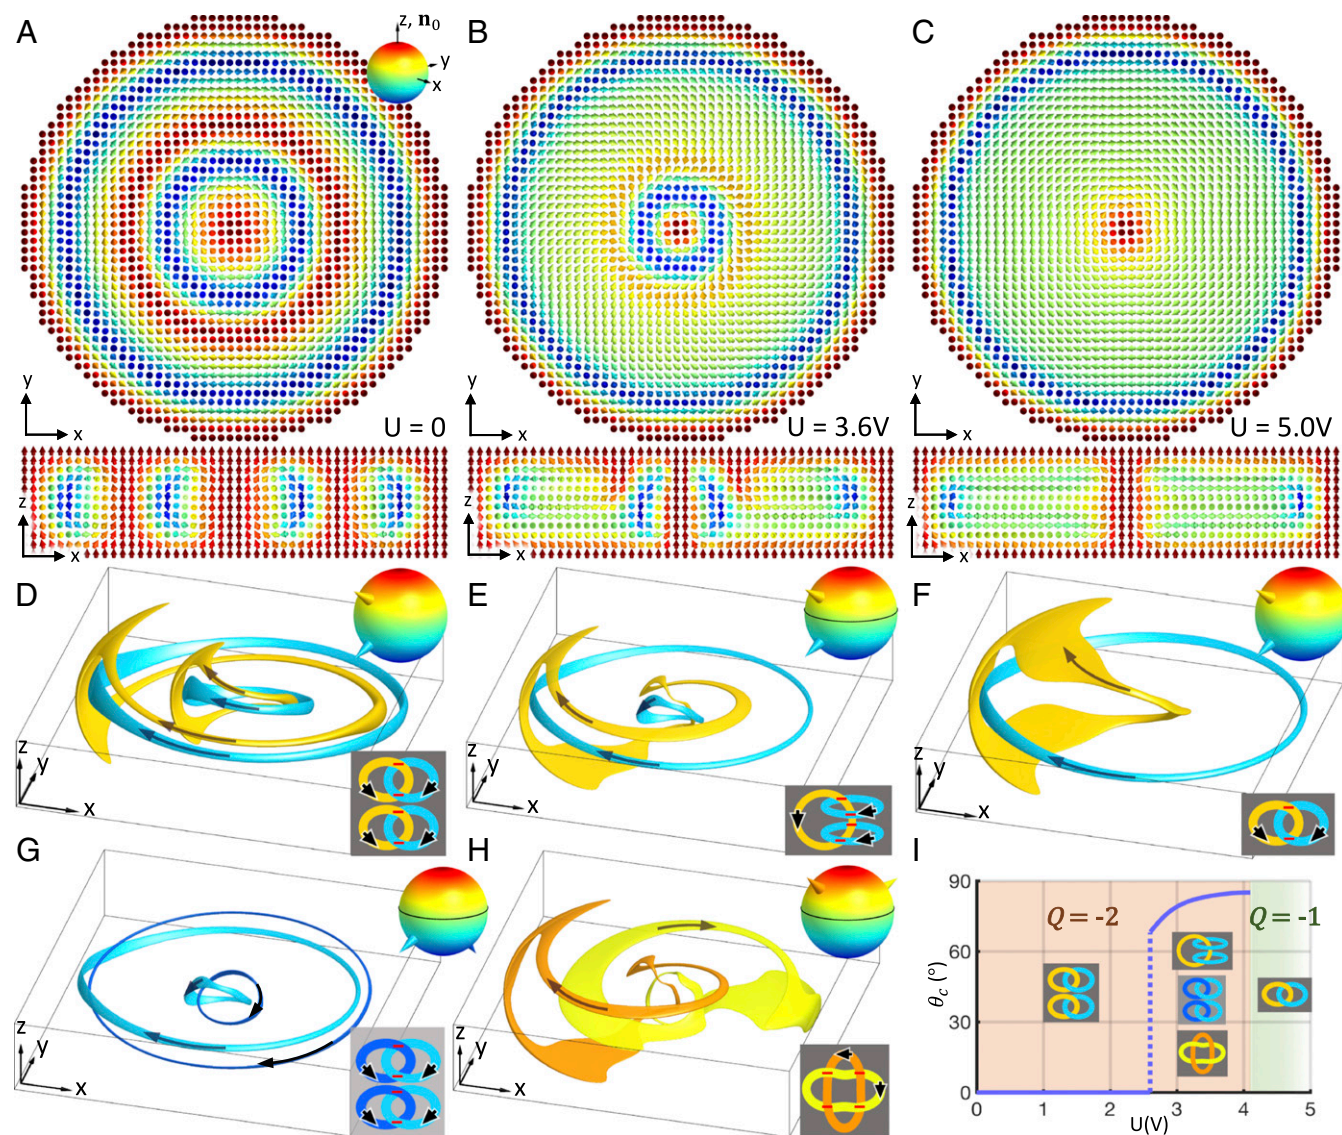 A
z, n₀
y
x
B
C
y
x
U = 0
y
x
U = 3.6V
y
x
U = 5.0V
z
x
z
x
z
x
D
z
y
x
E
z
y
x
F
z
y
x
G
z
y
x
H
z
y
x
I
90
60
30
0
θc (°)
Q = -2
Q = -1
0
1
2
3
4
5
U(V)